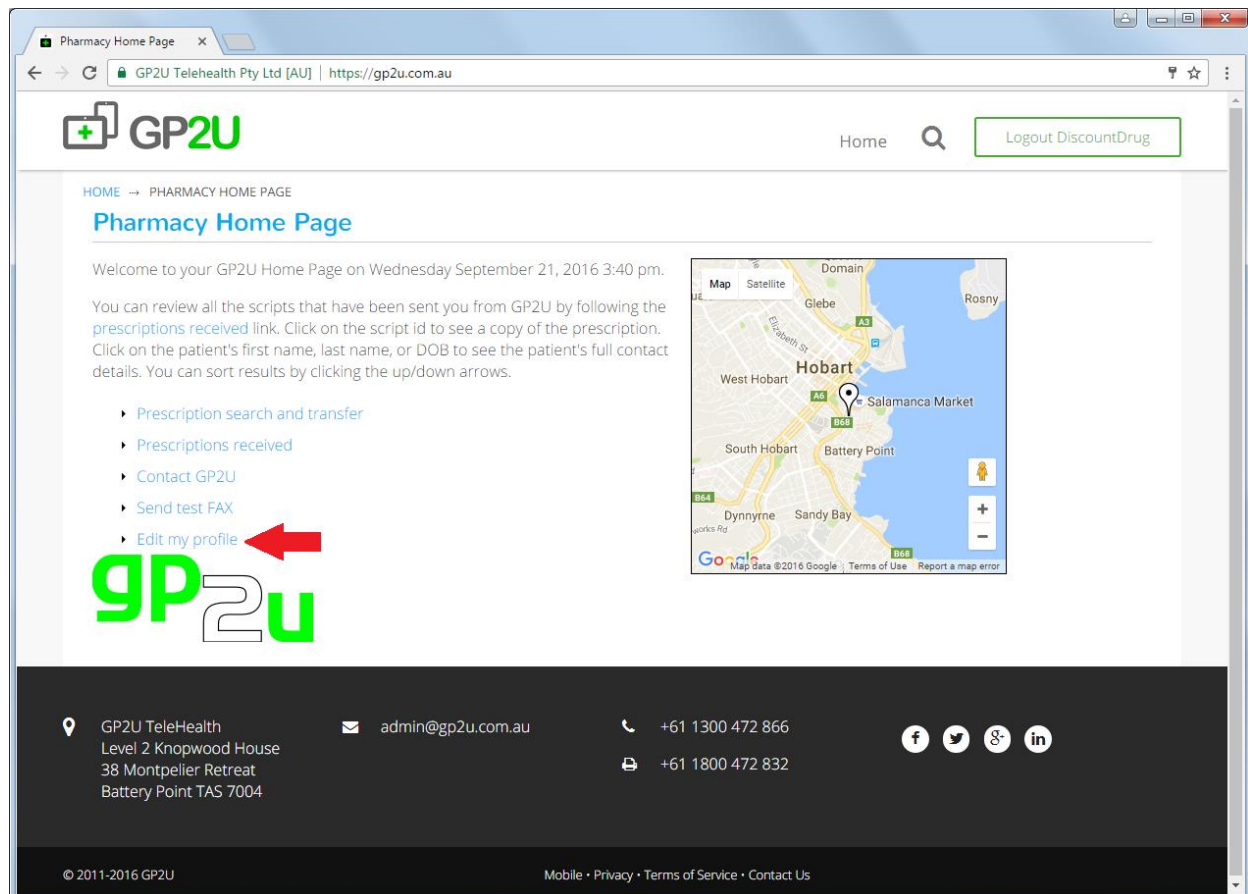 Pharmacy Home Page
GP2U Telehealth Pty Ltd [AU] | https://gp2u.com.au
GP2U
Home
Logout DiscountDrug
HOME → PHARMACY HOME PAGE
Pharmacy Home Page
Welcome to your GP2U Home Page on Wednesday September 21, 2016 3:40 pm.
You can review all the scripts that have been sent you from GP2U by following the
prescriptions received link. Click on the script id to see a copy of the prescription.
Click on the patient's first name, last name, or DOB to see the patient's full contact
details. You can sort results by clicking the up/down arrows.
Prescription search and transfer
Prescriptions received
Contact GP2U
Send test FAX
Edit my profile
gp2u
Map Satellite
Domain
Glebe
Rosny
A3
Elizabeth St
Hobart
West Hobart
A6
Salamanca Market
B68
South Hobart
Battery Point
B64
Dynnyrne
Sandy Bay
B68
Google
Map data ©2016 Google
Terms of Use
Report a map error
GP2U TeleHealth
Level 2 Knopwood House
38 Montpelier Retreat
Battery Point TAS 7004
admin@gp2u.com.au
+61 1300 472 866
+61 1800 472 832
© 2011-2016 GP2U
Mobile • Privacy • Terms of Service • Contact Us